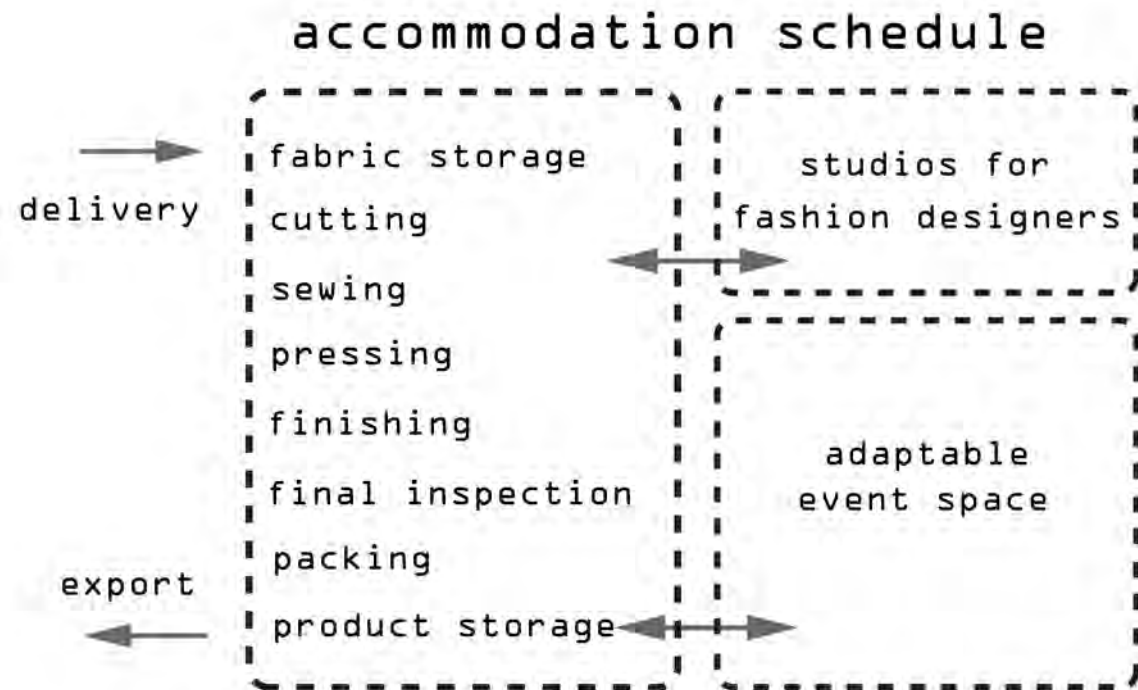 accommodation schedule
delivery
export
fabric storage
cutting
sewing
pressing
finishing
final inspection
packing
product storage
studios for
fashion designers
adaptable
event space